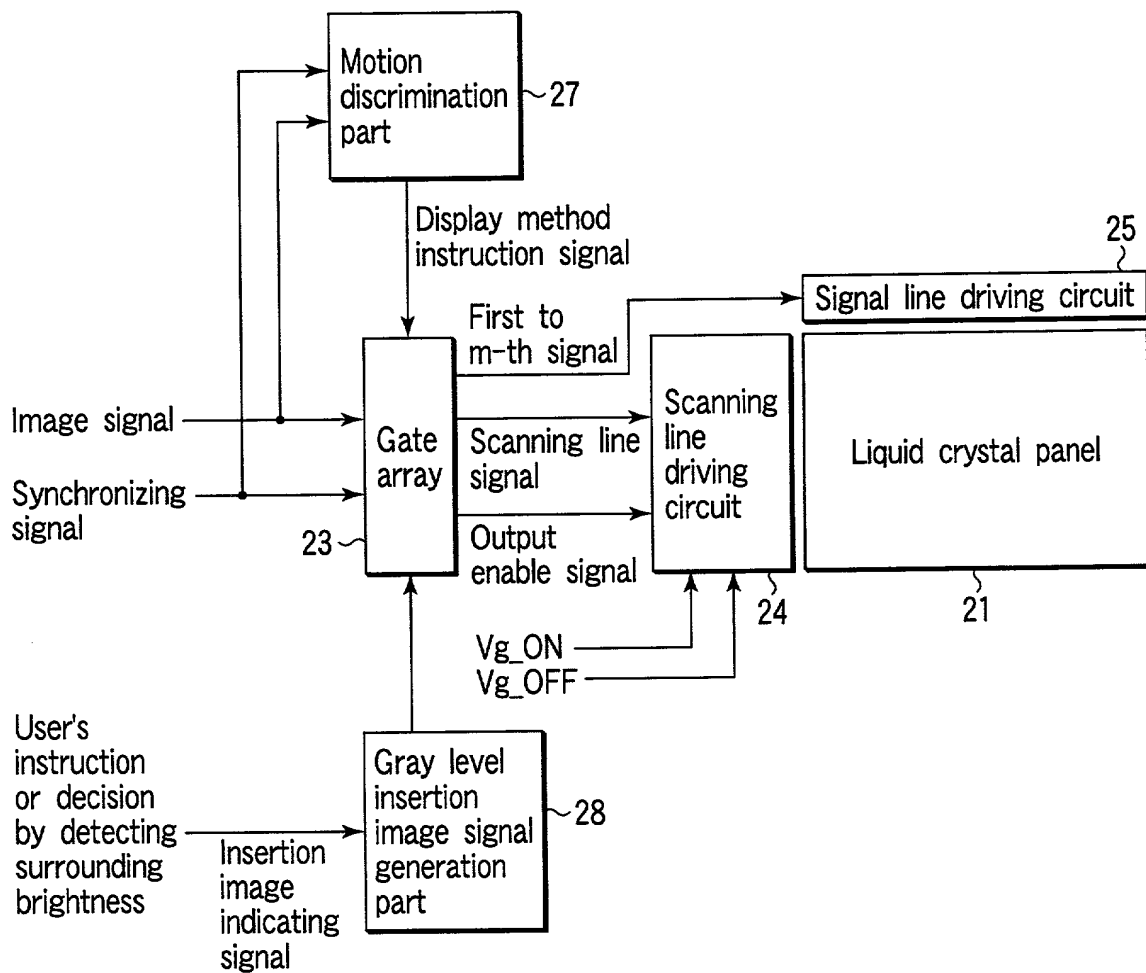 Motion
discrimination
part
27
Display method
instruction signal
25
Signal line driving circuit
First to
m-th signal
Image signal
Gate
array
Scanning line
signal
Scanning
line
driving
circuit
Liquid crystal panel
Synchronizing
signal
23
Output
enable signal
24
21
Vg_ON
Vg_OFF
User's
instruction
or decision
by detecting
surrounding
brightness
Insertion
image
indicating
signal
Gray level
insertion
image signal
generation
part
28